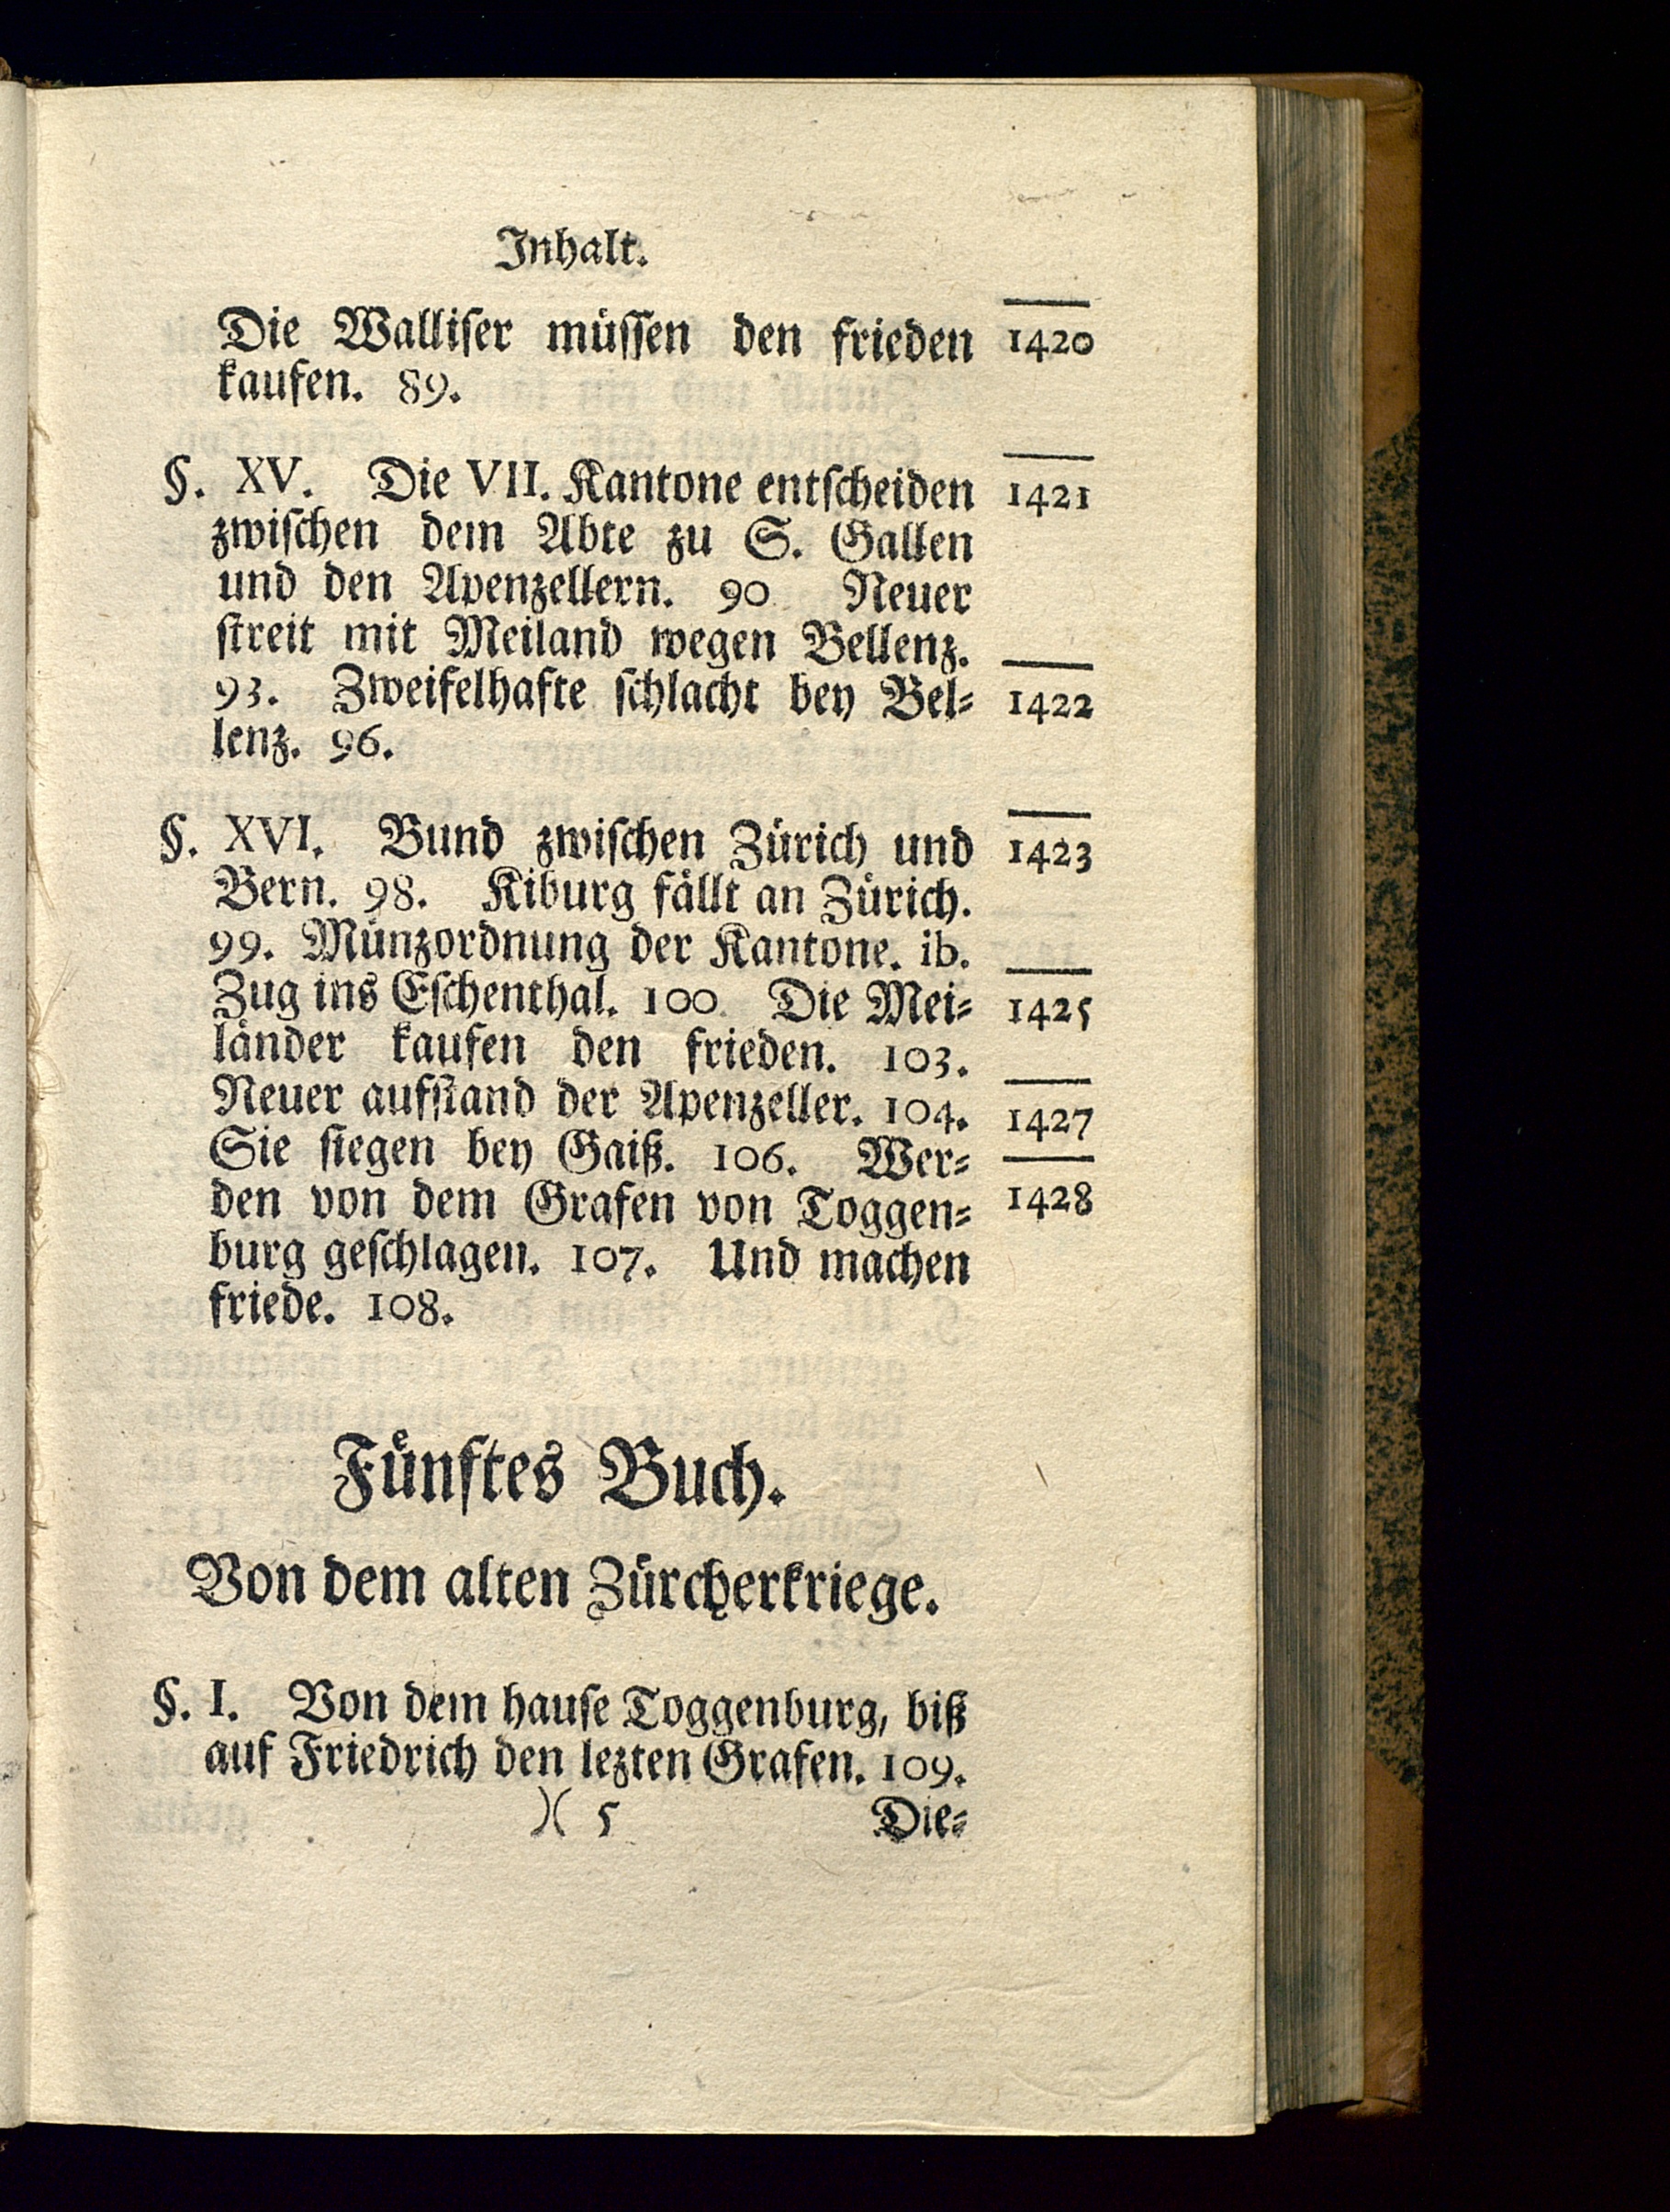 Inhalt.
Die Walliser müssen den frieden 1420
kaufen. 89.
§. XV. Die VII. Kantone entscheiden 1421
zwischen dem Abte zu S. Gallen
und den Apenzellern. 90. Neuer
streit mit Meiland wegen Bellenz.
93. Zweifelhafte schlacht bey Bel= 1422
lenz. 96.
§. XVI. Bund zwischen Zürich und 1423
Bern. 98. Kiburg fällt an Zürich.
99. Münzordnung der Kantone. ib.
Zug ins Eschenthal. 100. Die Mei= 1425
länder kaufen den frieden. 103.
Neuer aufstand der Apenzeller. 104. 1427
Sie siegen bey Gaiß. 106. Wer=
den von dem Grafen von Toggen= 1428
burg geschlagen. 107. Und machen
friede. 108.
Fünftes Buch.
Von dem alten Zürcherkriege.
§. I. Von dem hause Toggenburg, biß
auf Friedrich den lezten Grafen. 109.
)( 5 Die=